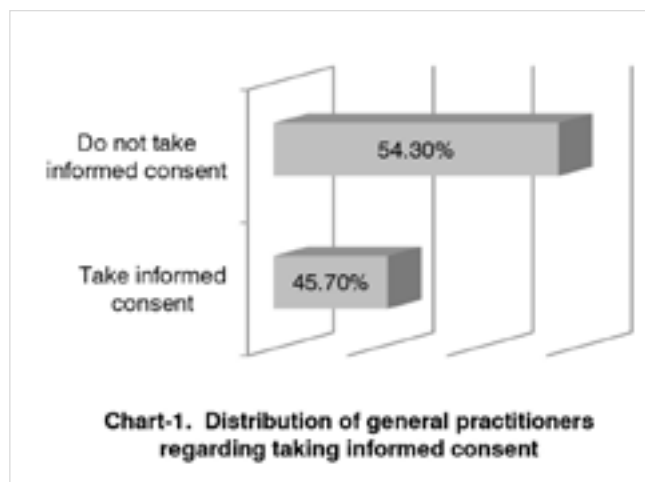 Do not take
informed consent
54.30%
Take informed
consent
45.70%
Chart-1. Distribution of general practitioners
regarding taking informed consent